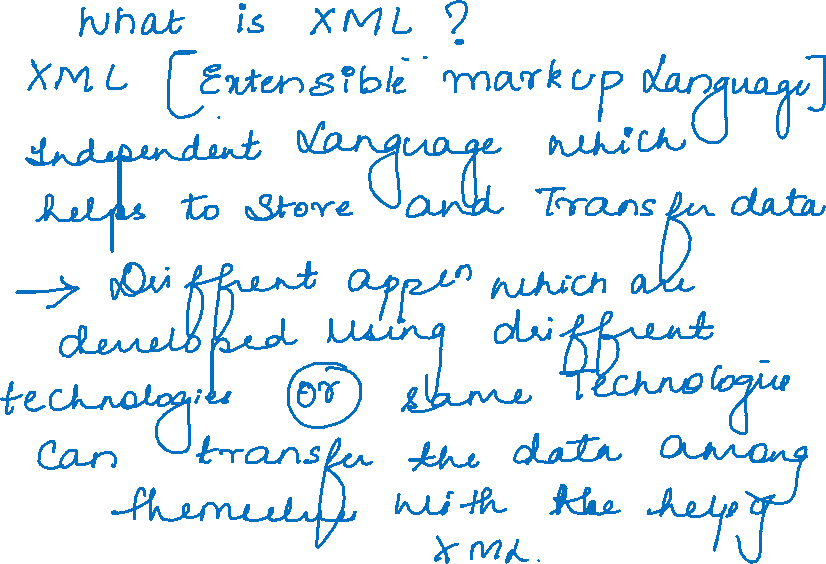 What is XML ?
XML [Extensible markup Language]
Independent Language which
helps to Store and Transfer data
→ Diffrent appln which are
developed Using diffrent
technologies (or) same Technologies
Can transfer the data among
themselves with the help of
XML.